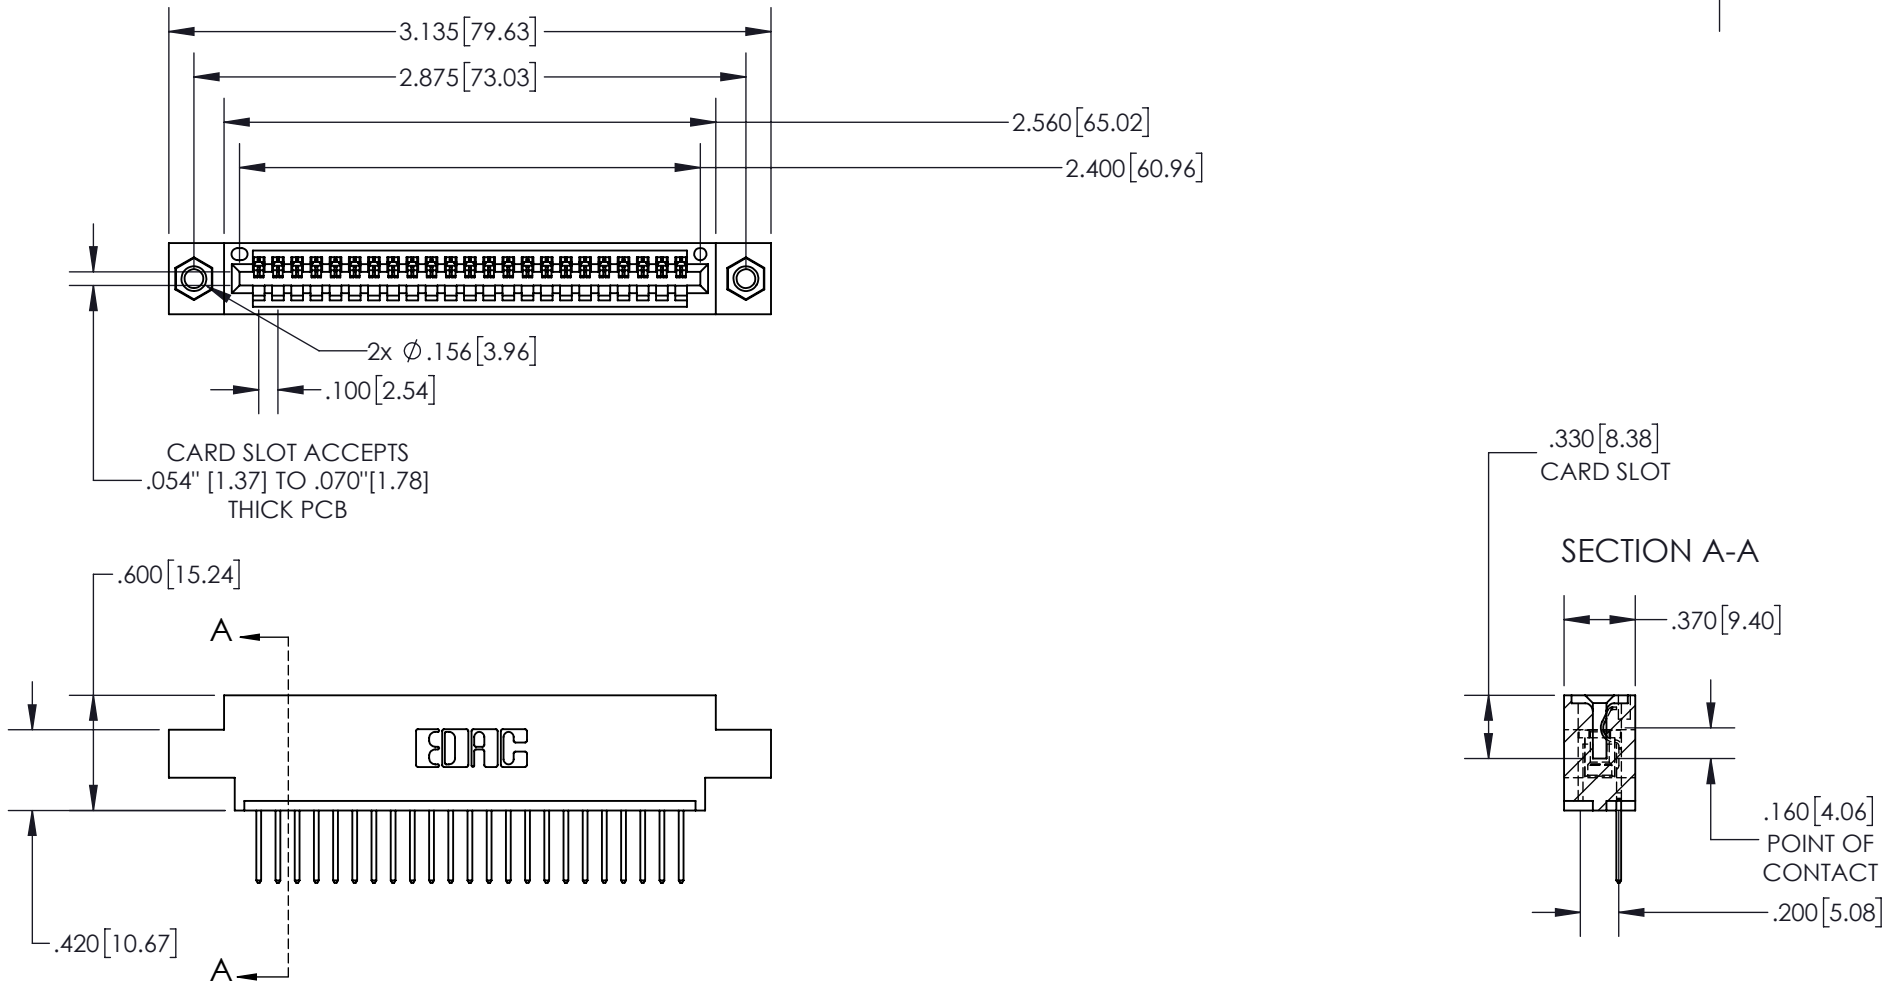 3.135[79.63]
2.875[73.03]
2.560[65.02]
2.400[60.96]
2x Ø.156[3.96]
.100[2.54]
CARD SLOT ACCEPTS
.054" [1.37] TO .070"[1.78]
THICK PCB
.330[8.38]
CARD SLOT
SECTION A-A
.600[15.24]
A
.370[9.40]
EDAC
.160[4.06]
POINT OF
CONTACT
.200[5.08]
.420[10.67]
A